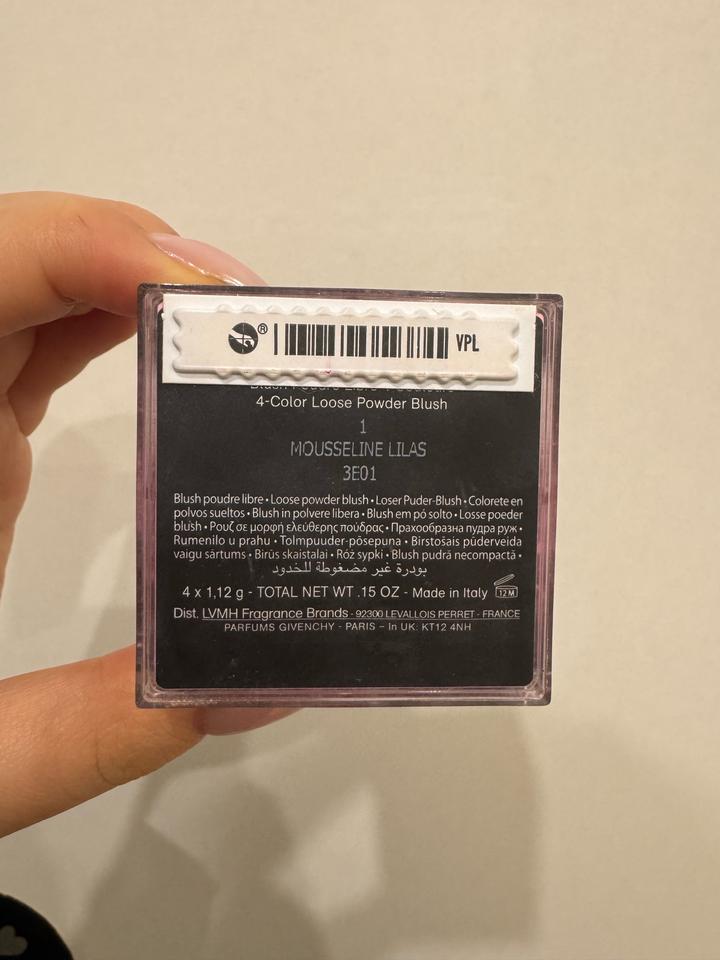 ® VPL
4-Color Loose Powder Blush
1
MOUSSELINE LILAS
3E01
Blush poudre libre • Loose powder blush • Loser Puder-Blush • Colorete en
polvos sueltos • Blush in polvere libera • Blush em pó solto • Losse poeder
blush • Ρουζ σε μορφή ελεύθερης πούδρας • Прахообразна пудра руж •
Rumenilo u prahu • Tolmpuuder-põsepuna • Birstošais pūderveida
vaigu sārtums • Birūs skaistalai • Róż sypki • Blush pudră necompactă •
بودرة غير مضغوطة للخدود
4 x 1,12 g - TOTAL NET WT .15 OZ - Made in Italy 12 M
Dist. LVMH Fragrance Brands - 92300 LEVALLOIS PERRET - FRANCE
PARFUMS GIVENCHY - PARIS – In UK: KT12 4NH